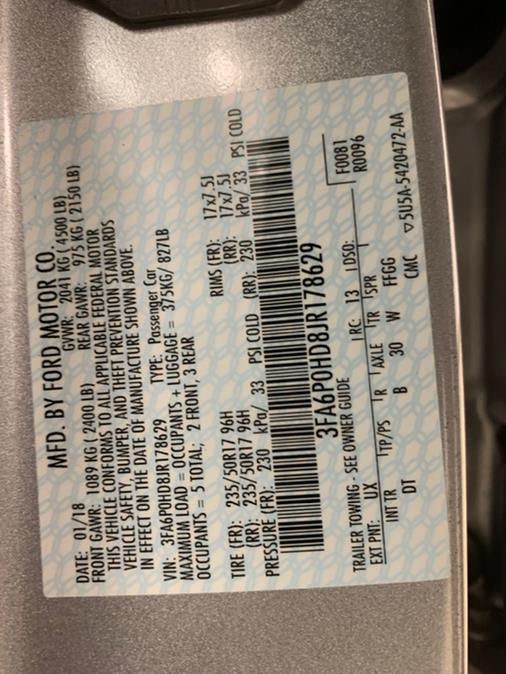 MFD. BY FORD MOTOR CO.
DATE: 01/18 GVWR: 2041 KG ( 4500 LB)
FRONT GAWR: 1089 KG ( 2400 LB) REAR GAWR: 975 KG ( 2150 LB)
THIS VEHICLE CONFORMS TO ALL APPLICABLE FEDERAL MOTOR
VEHICLE SAFETY, BUMPER, AND THEFT PREVENTION STANDARDS
IN EFFECT ON THE DATE OF MANUFACTURE SHOWN ABOVE.
VIN: 3FA6P0HD8JR178629 TYPE: Passenger Car
MAXIMUM LOAD = OCCUPANTS + LUGGAGE = 375KG/ 827LB
OCCUPANTS = 5 TOTAL; 2 FRONT, 3 REAR
TIRE (FR): 235/50R17 96H RIMS (FR): 17x7.5J
(RR): 235/50R17 96H (RR): 17x7.5J
PRESSURE (FR): 230 kPa/ 33 PSI COLD (RR): 230 kPa/ 33 PSI COLD
3FA6P0HD8JR178629
F0081
R0096
TRAILER TOWING - SEE OWNER GUIDE RC: 13 DSO:
EXT PNT: UX
INT TR TP/PS R AXLE TR SPR
DT B 30 W FFGG
CMC ▽5U5A-5420472-AA